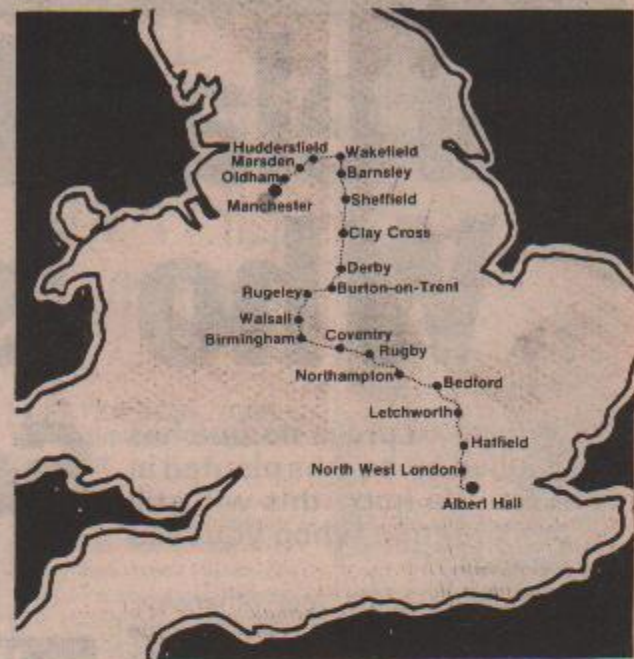 Huddersfield
Wakefield
Marsden
Barnsley
Oldham
Sheffield
Manchester
Clay Cross
Derby
Rugeley
Burton-on-Trent
Walsall
Coventry
Birmingham
Rugby
Northampton
Bedford
Letchworth
Hatfield
North West London
Albert Hall